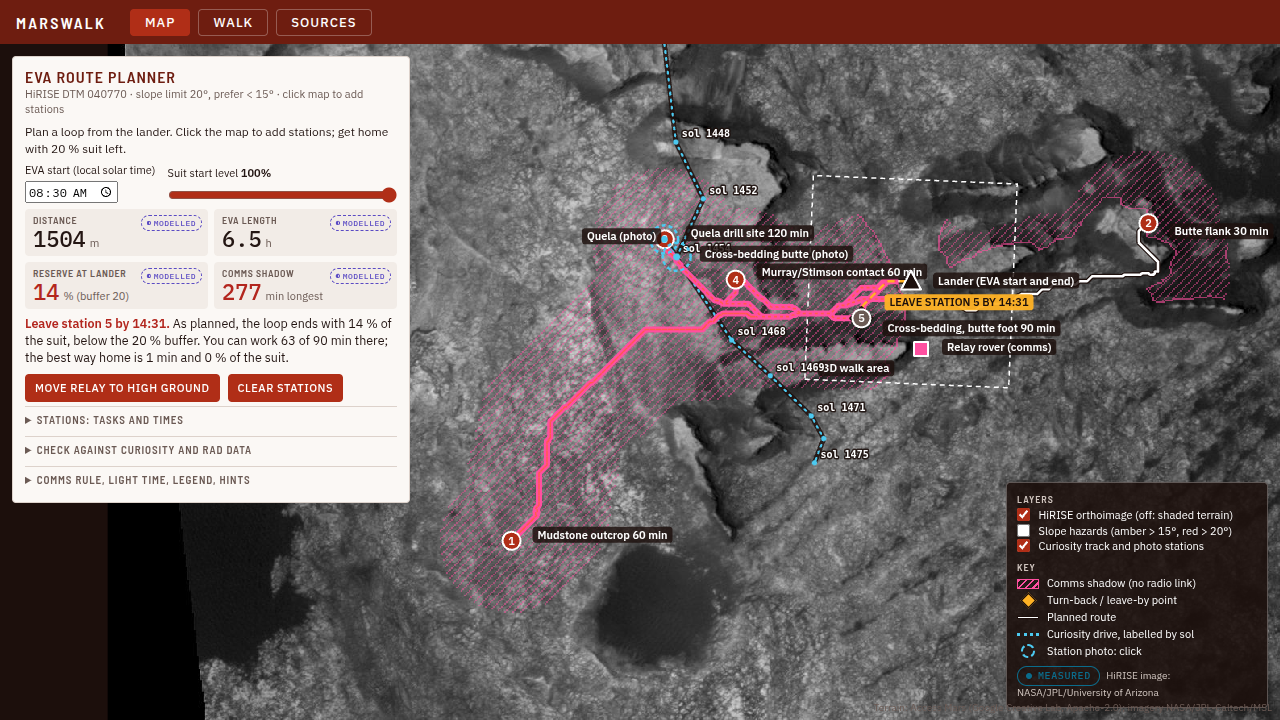 MARSWALK
MAP
WALK
SOURCES
EVA ROUTE PLANNER
HiRISE DTM 040770 · slope limit 20°, prefer < 15° · click map to add
stations
Plan a loop from the lander. Click the map to add stations; get home
with 20 % suit left.
EVA start (local solar time)
Suit start level 100%
08:30 AM
DISTANCE
MODELLED
1504 m
EVA LENGTH
MODELLED
6.5 h
RESERVE AT LANDER
MODELLED
14 % (buffer 20)
COMMS SHADOW
MODELLED
277 min longest
Leave station 5 by 14:31. As planned, the loop ends with 14 % of
the suit, below the 20 % buffer. You can work 63 of 90 min there;
the best way home is 1 min and 0 % of the suit.
MOVE RELAY TO HIGH GROUND
CLEAR STATIONS
STATIONS: TASKS AND TIMES
CHECK AGAINST CURIOSITY AND RAD DATA
COMMS RULE, LIGHT TIME, LEGEND, HINTS
sol 1448
sol 1452
Quela (photo)
Quela drill site 120 min
sol
Cross-bedding butte (photo)
Murray/Stimson contact 60 min
4
2
Butte flank 30 min
Lander (EVA start and end)
LEAVE STATION 5 BY 14:31
5
Cross-bedding, butte foot 90 min
sol 1468
Relay rover (comms)
sol 1469
3D walk area
sol 1471
sol 1475
1
Mudstone outcrop 60 min
LAYERS
HiRISE orthoimage (off: shaded terrain)
Slope hazards (amber > 15°, red > 20°)
Curiosity track and photo stations
KEY
Comms shadow (no radio link)
Turn-back / leave-by point
Planned route
Curiosity drive, labelled by sol
Station photo: click
MEASURED
HiRISE image:
NASA/JPL/University of Arizona